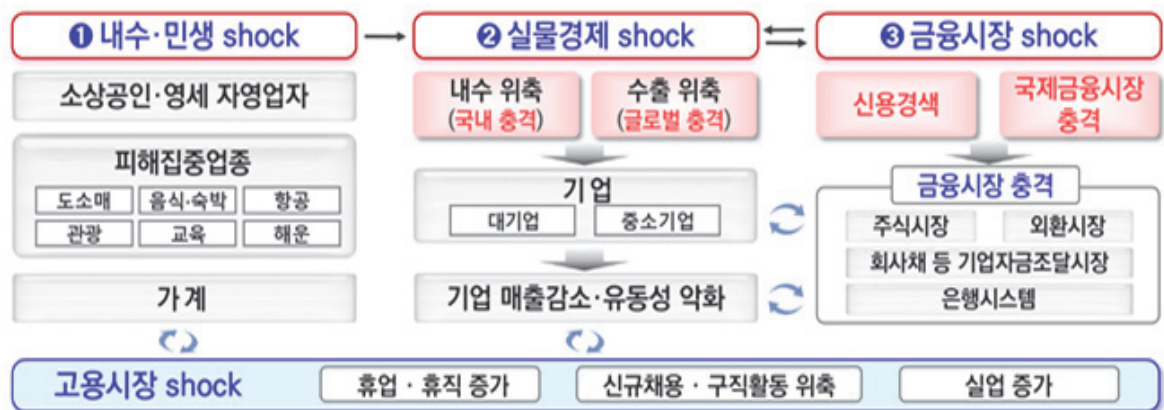 ❶ 내수·민생 shock
소상공인·영세 자영업자
피해집중업종
도소매 음식·숙박 항공
관광 교육 해운
가계
❷ 실물경제 shock
내수 위축
(국내 충격)
수출 위축
(글로벌 충격)
기업
대기업 중소기업
기업 매출감소·유동성 악화
❸ 금융시장 shock
신용경색
국제금융시장
충격
금융시장 충격
주식시장 외환시장
회사채 등 기업자금조달시장
은행시스템
고용시장 shock 휴업·휴직 증가 신규채용·구직활동 위축 실업 증가